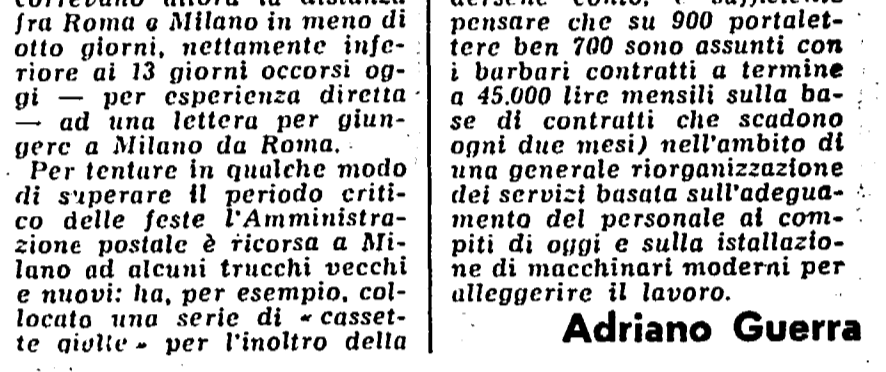 fra Roma e Milano in meno di
otto giorni, nettamente infe-
riore ai 13 giorni occorsi og-
gi — per esperienza diretta
— ad una lettera per giun-
gere a Milano da Roma.
Per tentare in qualche modo
di superare il periodo criti-
co delle feste l'Amministra-
zione postale è ricorsa a Mi-
lano ad alcuni trucchi vecchi
e nuovi: ha, per esempio, col-
locato una serie di « casset-
te gialle » per l'inoltro della
pensare che su 900 portalet-
tere ben 700 sono assunti con
i barbari contratti a termine
a 45.000 lire mensili sulla ba-
se di contratti che scadono
ogni due mesi) nell'ambito di
una generale riorganizzazione
dei servizi basata sull'adegua-
mento del personale ai com-
piti di oggi e sulla istallazio-
ne di macchinari moderni per
alleggerire il lavoro.
Adriano Guerra